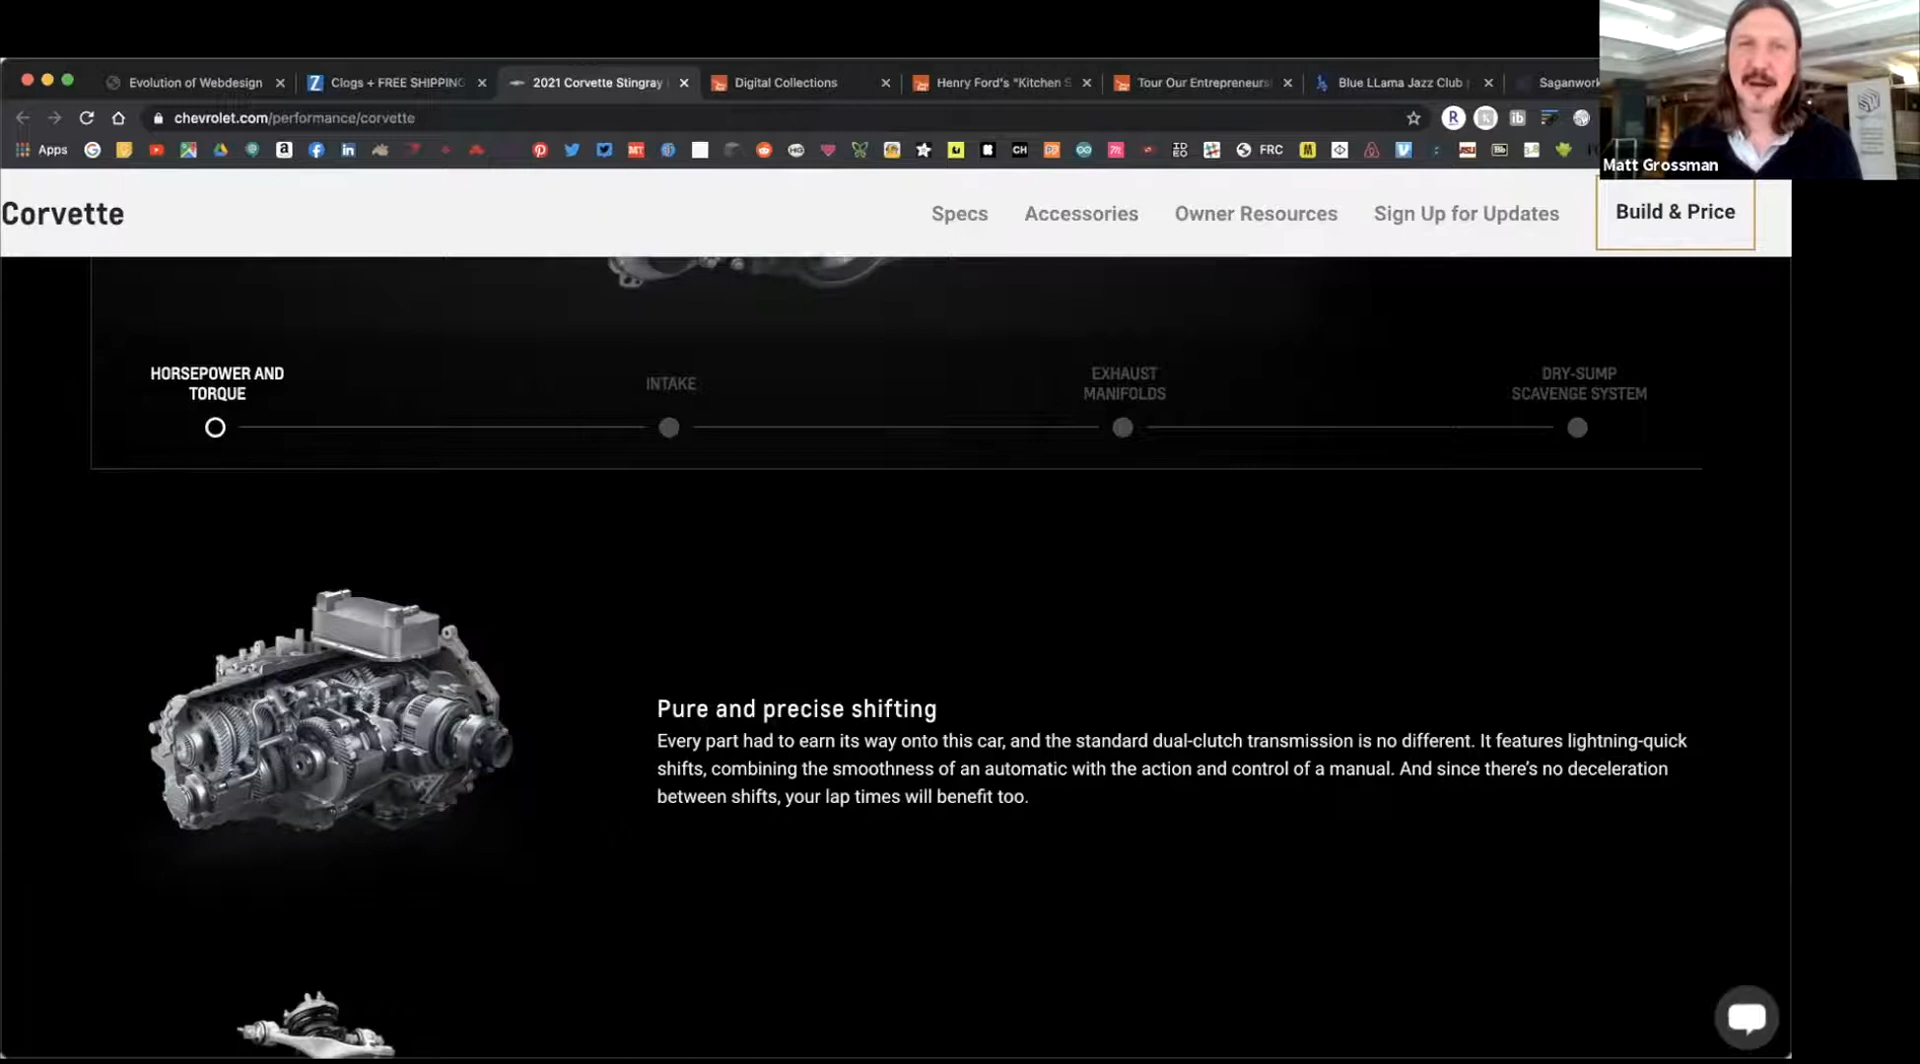 Evolution of Webdesign
Clogs + FREE SHIPPING
2021 Corvette Stingray
Digital Collections
Henry Ford's "Kitchen S
Tour Our Entrepreneurs
Blue LLama Jazz Club
Saganwork
chevrolet.com/performance/corvette
Apps
CH
FRC
Matt Grossman
Corvette
Specs
Accessories
Owner Resources
Sign Up for Updates
Build & Price
HORSEPOWER AND
TORQUE
INTAKE
EXHAUST
MANIFOLDS
DRY-SUMP
SCAVENGE SYSTEM
Pure and precise shifting
Every part had to earn its way onto this car, and the standard dual-clutch transmission is no different. It features lightning-quick
shifts, combining the smoothness of an automatic with the action and control of a manual. And since there's no deceleration
between shifts, your lap times will benefit too.